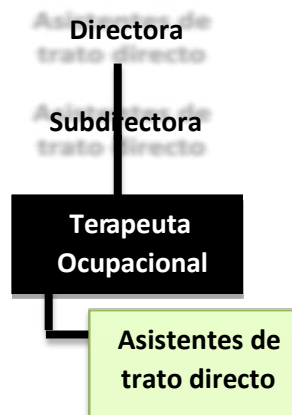 Directora
Subdirectora
Terapeuta
Ocupacional
Asistentes de
trato directo